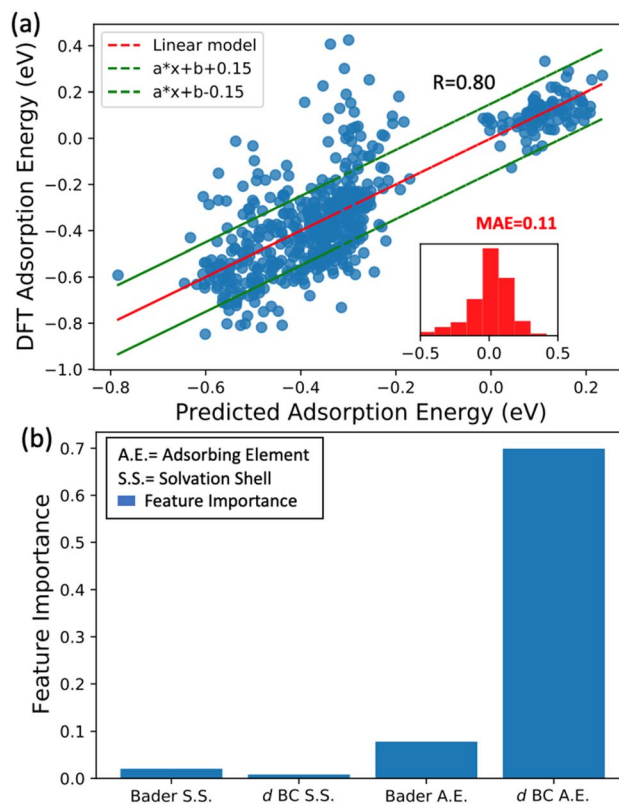 (a)
0.4
0.2
0.0
−0.2
−0.4
−0.6
−0.8
−1.0
DFT Adsorption Energy (eV)
Linear model
a*x+b+0.15
a*x+b-0.15
R=0.80
MAE=0.11
−0.5 0.0 0.5
−0.8 −0.6 −0.4 −0.2 0.0 0.2
Predicted Adsorption Energy (eV)
(b)
0.7
0.6
0.5
0.4
0.3
0.2
0.1
0.0
Feature Importance
A.E.= Adsorbing Element
S.S.= Solvation Shell
Feature Importance
Bader S.S. d BC S.S. Bader A.E. d BC A.E.